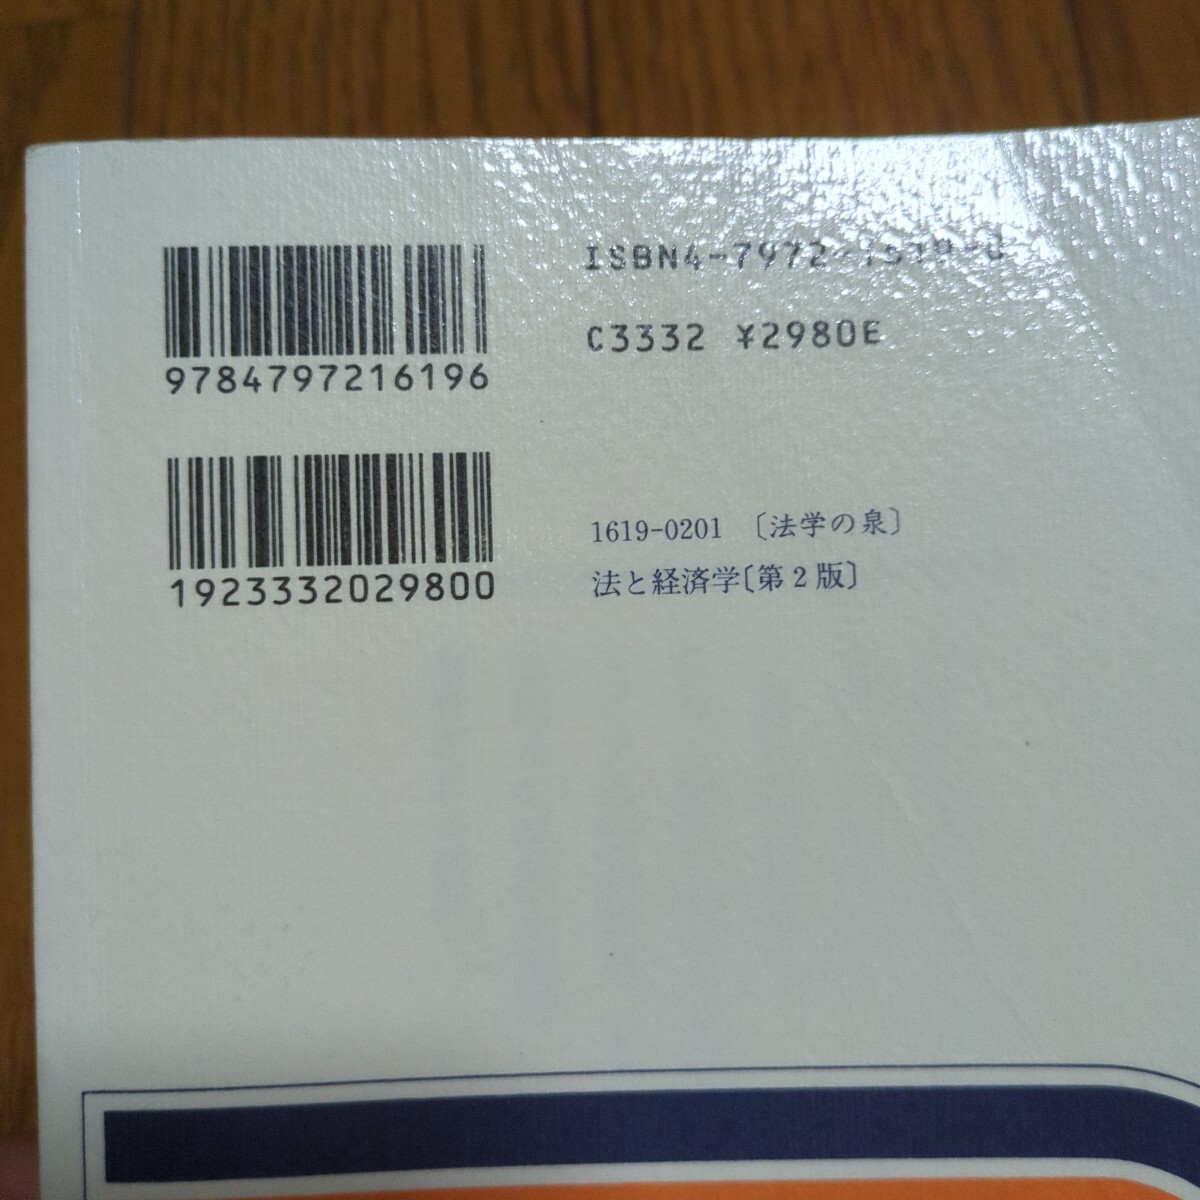 ISBN4-7972-
C3332 ¥2980E
9784797216196
1923332029800
1619-0201 〔法学の泉〕
法と経済学〔第2版〕